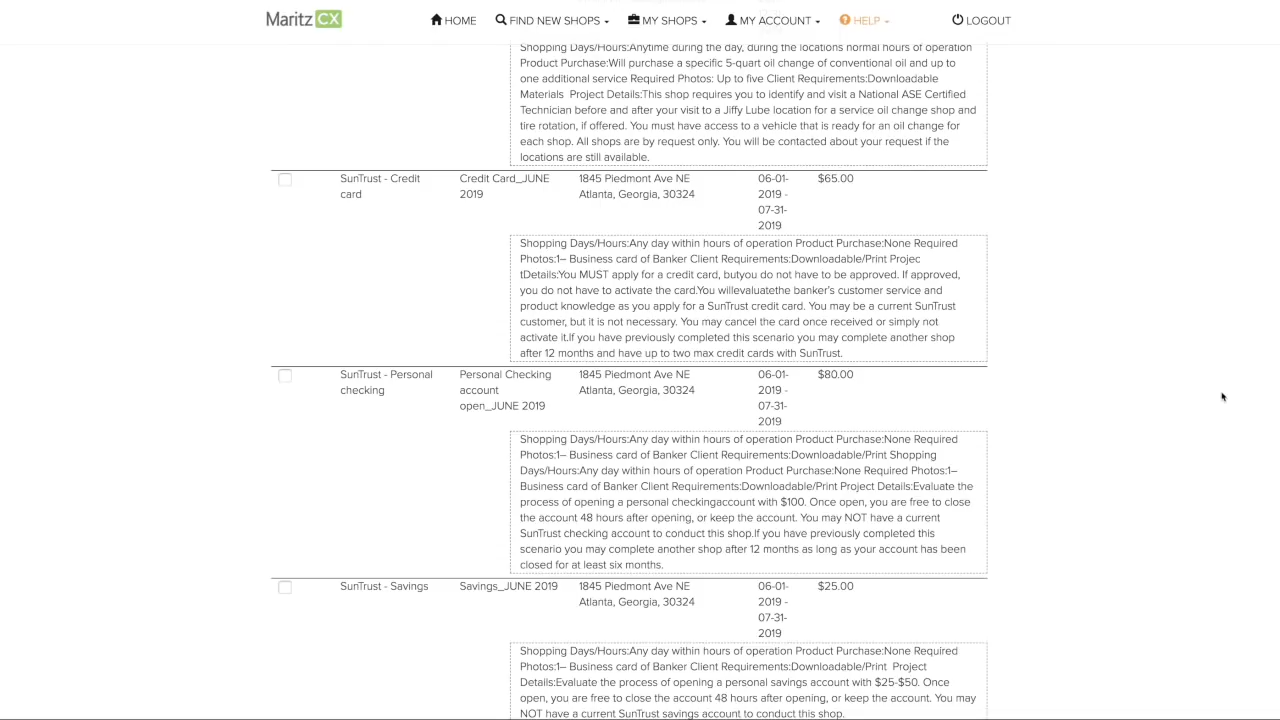 Maritz CX
HOME
FIND NEW SHOPS
MY SHOPS
MY ACCOUNT
HELP
LOGOUT
Shopping Days/Hours:Anytime during the day, during the locations normal hours of operation
Product Purchase:Will purchase a specific 5-quart oil change of conventional oil and up to
one additional service Required Photos: Up to five Client Requirements:Downloadable
Materials Project Details:This shop requires you to identify and visit a National ASE Certified
Technician before and after your visit to a Jiffy Lube location for a service oil change shop and
tire rotation, if offered. You must have access to a vehicle that is ready for an oil change for
each shop. All shops are by request only. You will be contacted about your request if the
locations are still available.
SunTrust - Credit
card
Credit Card_JUNE
2019
1845 Piedmont Ave NE
Atlanta, Georgia, 30324
06-01-
2019 -
07-31-
2019
$65.00
Shopping Days/Hours:Any day within hours of operation Product Purchase:None Required
Photos:1– Business card of Banker Client Requirements:Downloadable/Print Projec
tDetails:You MUST apply for a credit card, butyou do not have to be approved. If approved,
you do not have to activate the card.You willevaluatethe banker's customer service and
product knowledge as you apply for a SunTrust credit card. You may be a current SunTrust
customer, but it is not necessary. You may cancel the card once received or simply not
activate it.If you have previously completed this scenario you may complete another shop
after 12 months and have up to two max credit cards with SunTrust.
SunTrust - Personal
checking
Personal Checking
account
open_JUNE 2019
1845 Piedmont Ave NE
Atlanta, Georgia, 30324
06-01-
2019 -
07-31-
2019
$80.00
Shopping Days/Hours:Any day within hours of operation Product Purchase:None Required
Photos:1– Business card of Banker Client Requirements:Downloadable/Print Shopping
Days/Hours:Any day within hours of operation Product Purchase:None Required Photos:1–
Business card of Banker Client Requirements:Downloadable/Print Project Details:Evaluate the
process of opening a personal checkingaccount with $100. Once open, you are free to close
the account 48 hours after opening, or keep the account. You may NOT have a current
SunTrust checking account to conduct this shop.If you have previously completed this
scenario you may complete another shop after 12 months as long as your account has been
closed for at least six months.
SunTrust - Savings
Savings_JUNE 2019
1845 Piedmont Ave NE
Atlanta, Georgia, 30324
06-01-
2019 -
07-31-
2019
$25.00
Shopping Days/Hours:Any day within hours of operation Product Purchase:None Required
Photos:1– Business card of Banker Client Requirements:Downloadable/Print Project
Details:Evaluate the process of opening a personal savings account with $25-$50. Once
open, you are free to close the account 48 hours after opening, or keep the account. You may
NOT have a current SunTrust savings account to conduct this shop.